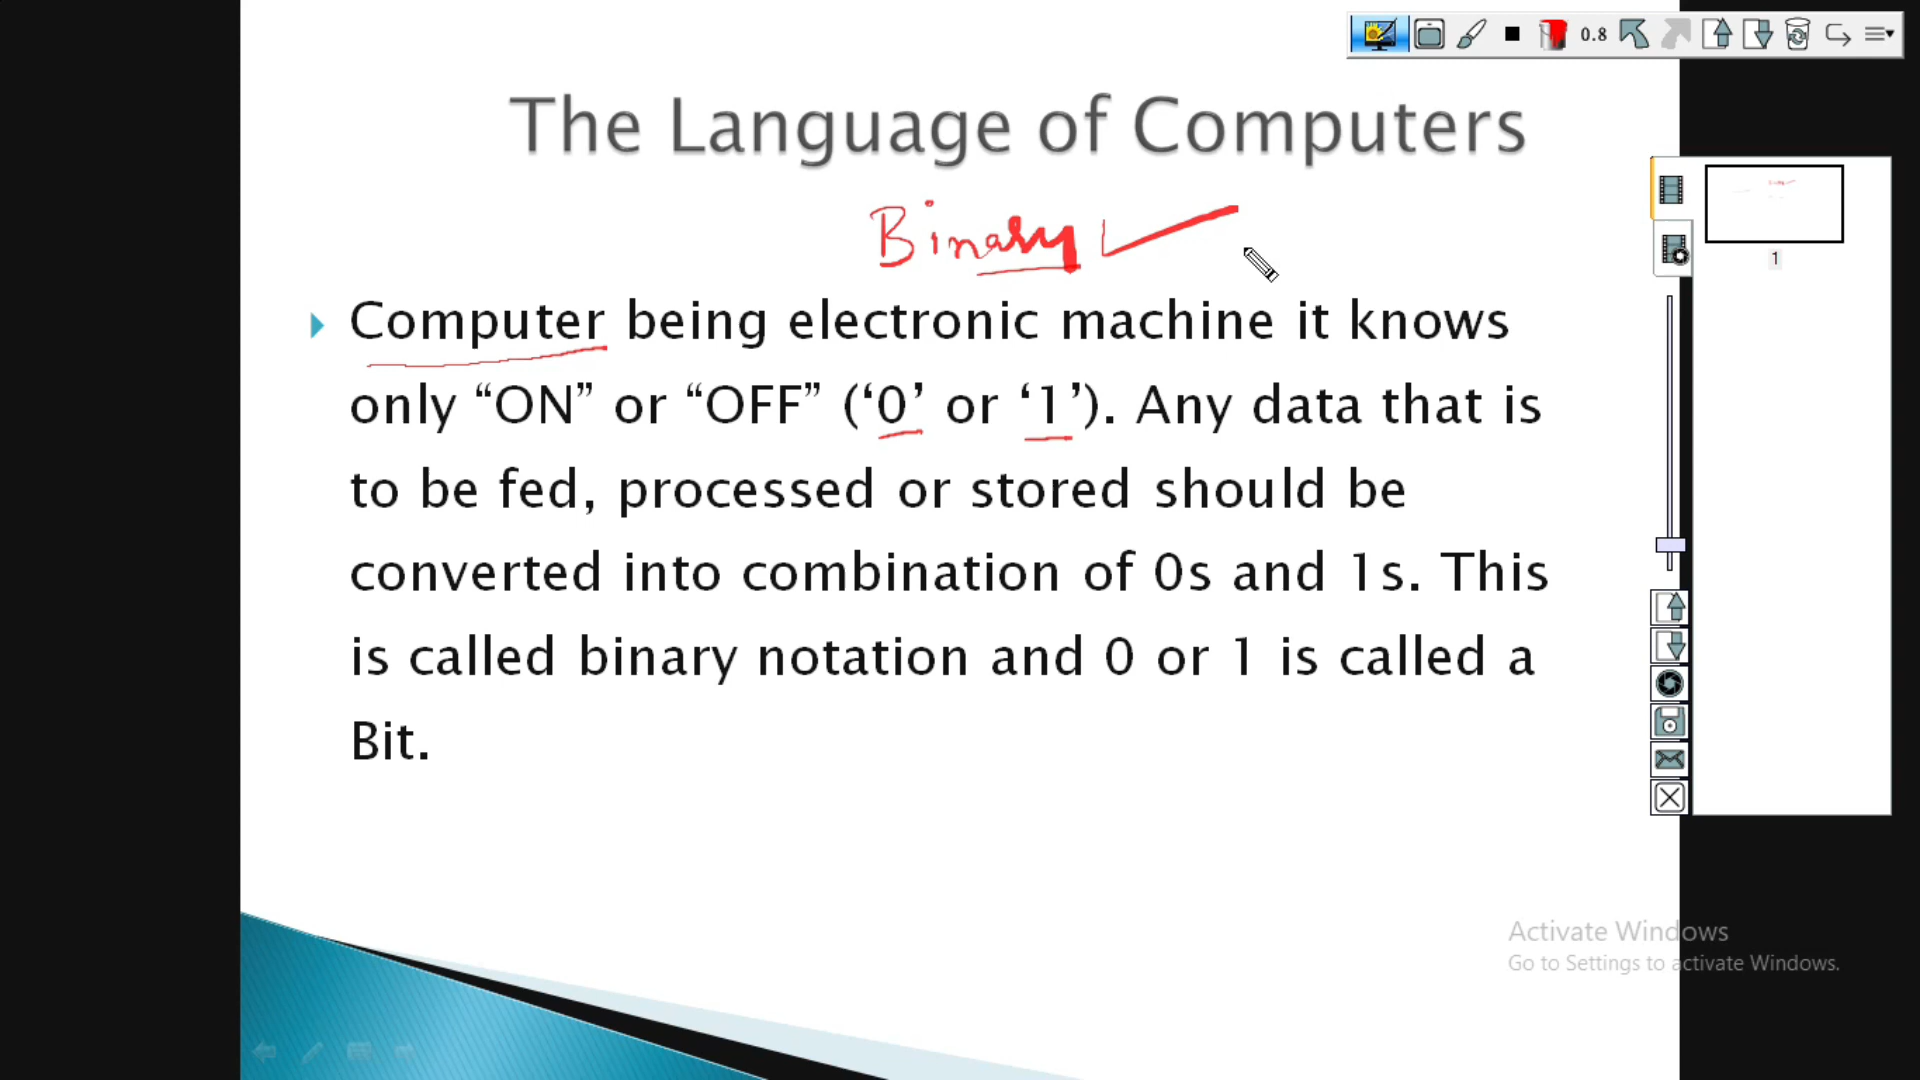 0.8
The Language of Computers
Binary
Computer being electronic machine it knows
only “ON” or “OFF” (‘0’ or ‘1’). Any data that is
to be fed, processed or stored should be
converted into combination of 0s and 1s. This
is called binary notation and 0 or 1 is called a
Bit.
1
Activate Windows
Go to Settings to activate Windows.